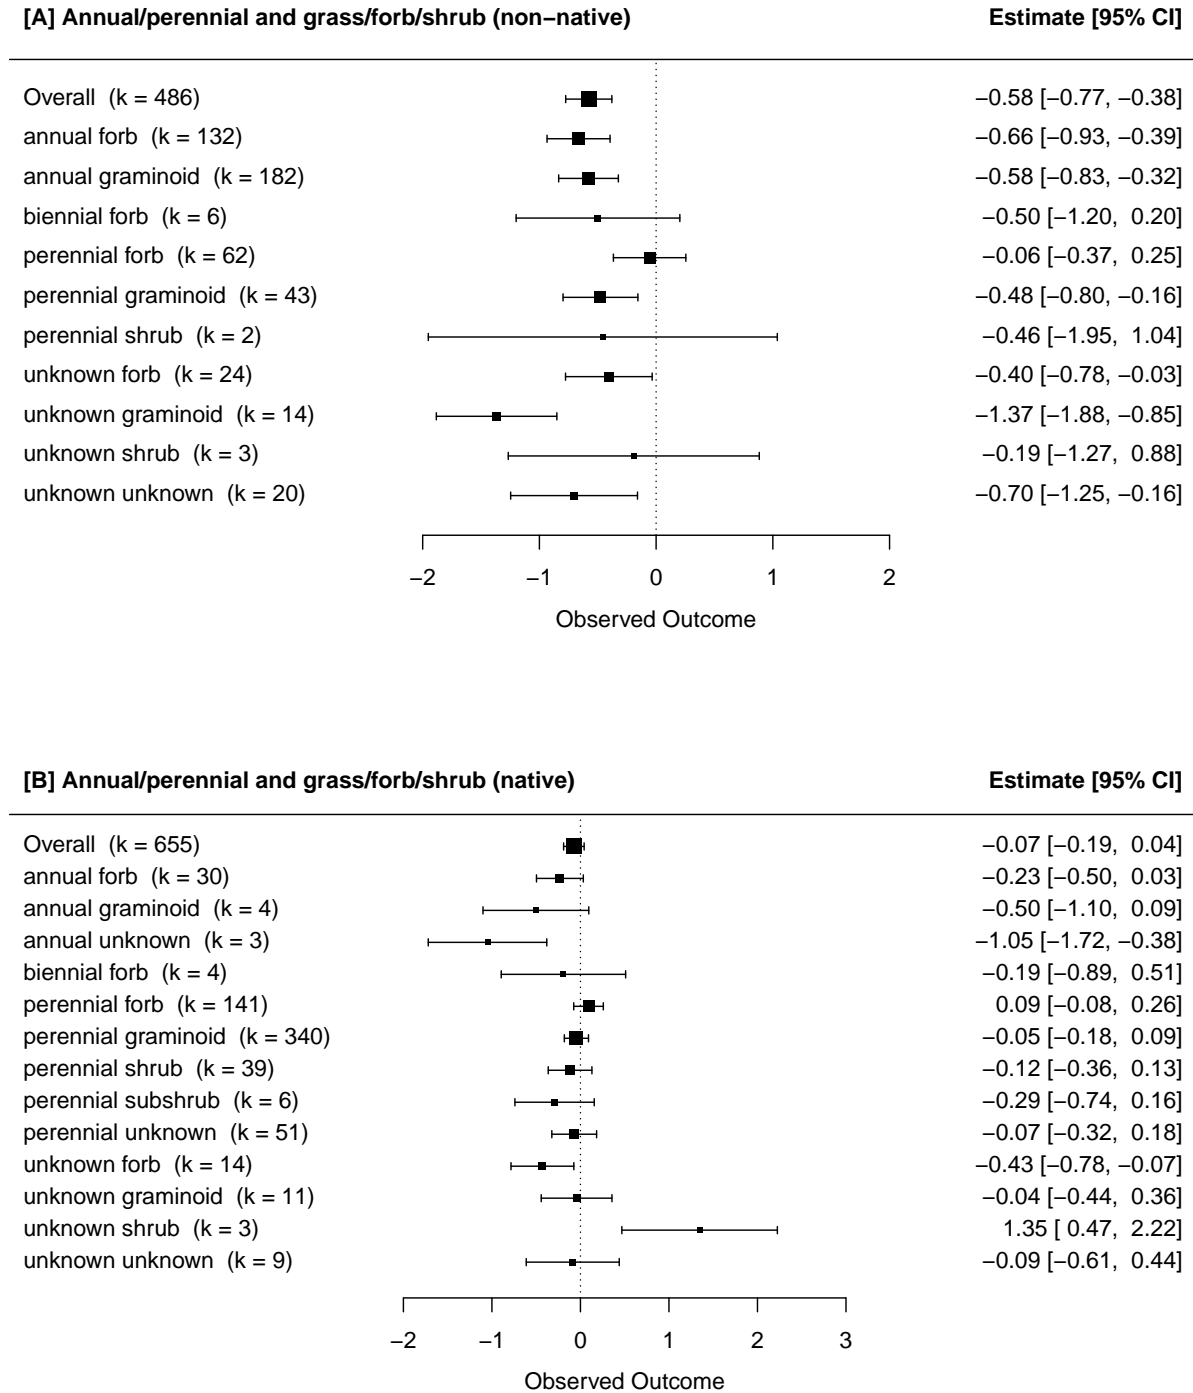 [A] Annual/perennial and grass/forb/shrub (non−native) Estimate [95% CI]
Overall (k = 486) −0.58 [−0.77, −0.38]
annual forb (k = 132) −0.66 [−0.93, −0.39]
annual graminoid (k = 182) −0.58 [−0.83, −0.32]
biennial forb (k = 6) −0.50 [−1.20, 0.20]
perennial forb (k = 62) −0.06 [−0.37, 0.25]
perennial graminoid (k = 43) −0.48 [−0.80, −0.16]
perennial shrub (k = 2) −0.46 [−1.95, 1.04]
unknown forb (k = 24) −0.40 [−0.78, −0.03]
unknown graminoid (k = 14) −1.37 [−1.88, −0.85]
unknown shrub (k = 3) −0.19 [−1.27, 0.88]
unknown unknown (k = 20) −0.70 [−1.25, −0.16]
−2 −1 0 1 2
Observed Outcome
[B] Annual/perennial and grass/forb/shrub (native) Estimate [95% CI]
Overall (k = 655) −0.07 [−0.19, 0.04]
annual forb (k = 30) −0.23 [−0.50, 0.03]
annual graminoid (k = 4) −0.50 [−1.10, 0.09]
annual unknown (k = 3) −1.05 [−1.72, −0.38]
biennial forb (k = 4) −0.19 [−0.89, 0.51]
perennial forb (k = 141) 0.09 [−0.08, 0.26]
perennial graminoid (k = 340) −0.05 [−0.18, 0.09]
perennial shrub (k = 39) −0.12 [−0.36, 0.13]
perennial subshrub (k = 6) −0.29 [−0.74, 0.16]
perennial unknown (k = 51) −0.07 [−0.32, 0.18]
unknown forb (k = 14) −0.43 [−0.78, −0.07]
unknown graminoid (k = 11) −0.04 [−0.44, 0.36]
unknown shrub (k = 3) 1.35 [ 0.47, 2.22]
unknown unknown (k = 9) −0.09 [−0.61, 0.44]
−2 −1 0 1 2 3
Observed Outcome